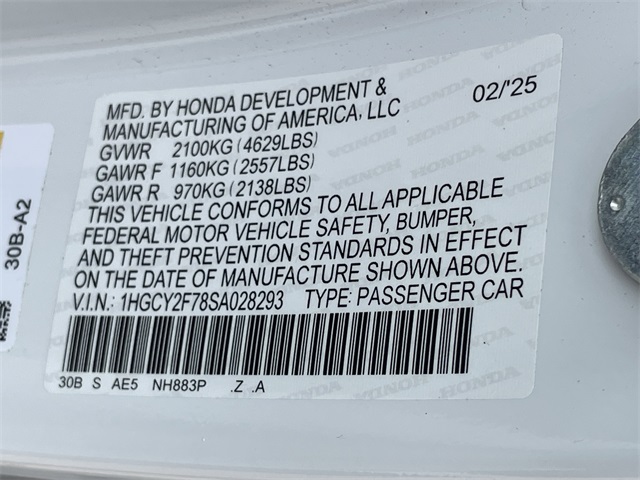 MFD. BY HONDA DEVELOPMENT & 02/'25
MANUFACTURING OF AMERICA, LLC
GVWR 2100KG (4629LBS)
GAWR F 1160KG (2557LBS)
GAWR R 970KG (2138LBS)
THIS VEHICLE CONFORMS TO ALL APPLICABLE
FEDERAL MOTOR VEHICLE SAFETY, BUMPER,
AND THEFT PREVENTION STANDARDS IN EFFECT
ON THE DATE OF MANUFACTURE SHOWN ABOVE.
V.I.N.: 1HGCY2F78SA028293 TYPE: PASSENGER CAR
30B S AE5 NH883P .Z .A
30B-A2